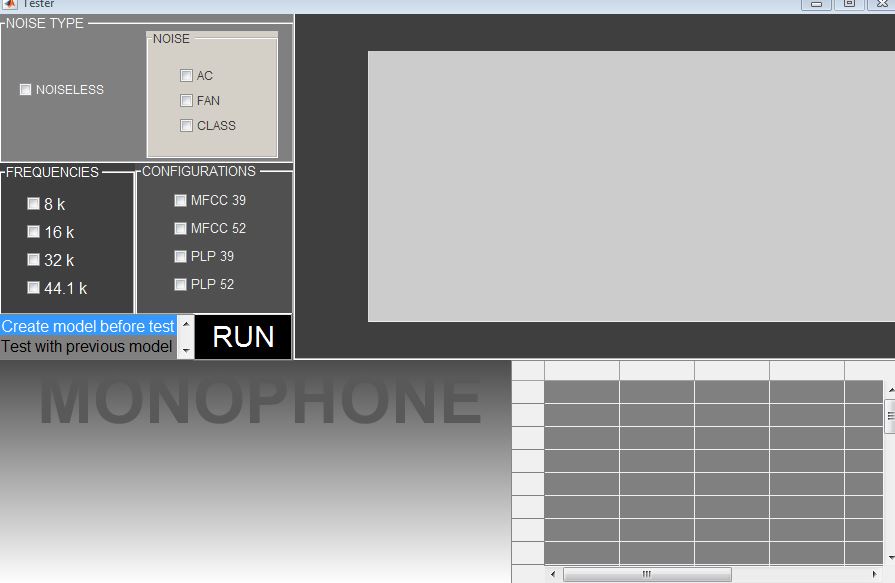 Tester
NOISE TYPE
NOISE
NOISELESS
AC
FAN
CLASS
FREQUENCIES
8 k
16 k
32 k
44.1 k
CONFIGURATIONS
MFCC 39
MFCC 52
PLP 39
PLP 52
Create model before test
Test with previous model
RUN
MONOPHONE